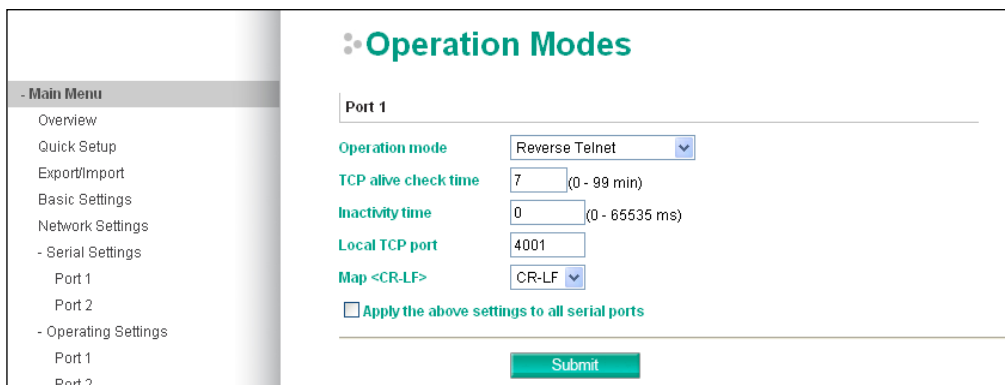 Operation Modes
- Main Menu
Overview
Quick Setup
Export/Import
Basic Settings
Network Settings
- Serial Settings
Port 1
Port 2
- Operating Settings
Port 1
Port 2
Port 1
Operation mode Reverse Telnet
TCP alive check time 7 (0 - 99 min)
Inactivity time 0 (0 - 65535 ms)
Local TCP port 4001
Map <CR-LF> CR-LF
Apply the above settings to all serial ports
Submit